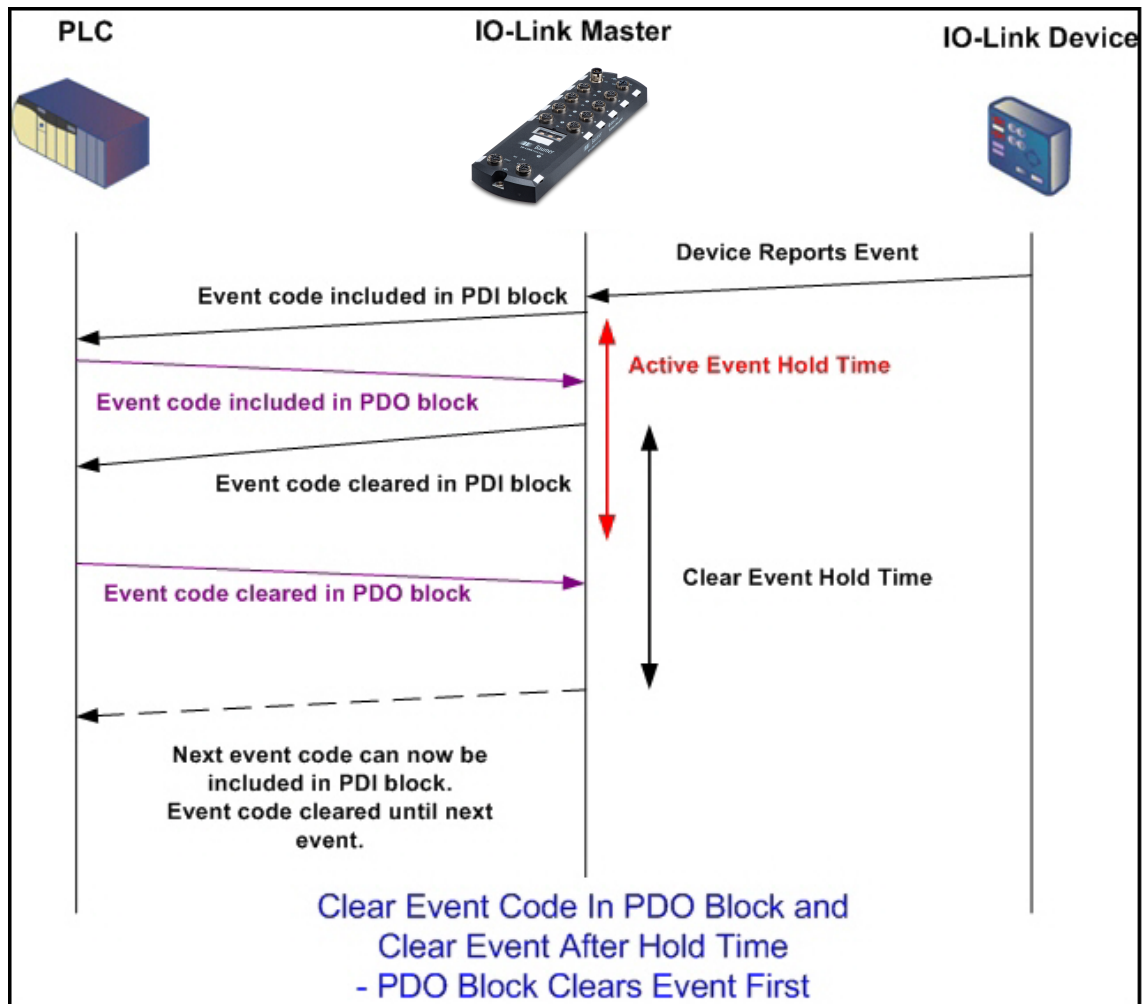 PLC
IO-Link Master
IO-Link Device
Baumer
Device Reports Event
Event code included in PDI block
Active Event Hold Time
Event code included in PDO block
Event code cleared in PDI block
Clear Event Hold Time
Event code cleared in PDO block
Next event code can now be
included in PDI block.
Event code cleared until next
event.
Clear Event Code In PDO Block and
Clear Event After Hold Time
- PDO Block Clears Event First